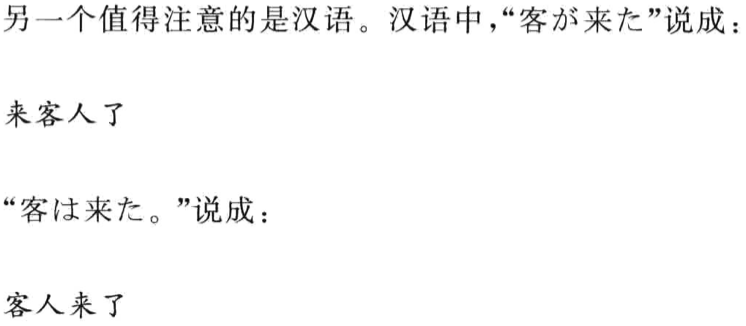 另一个值得注意的是汉语。汉语中，“客が来た”说成：
来客人了
“客は来た。”说成：
客人来了